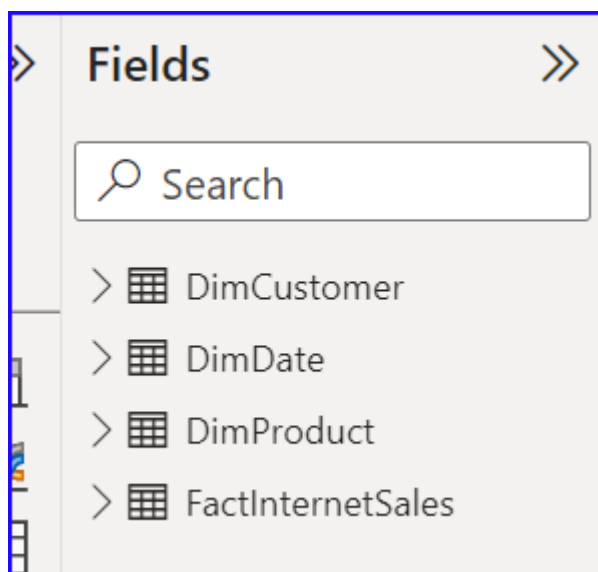 Fields
Search
DimCustomer
DimDate
DimProduct
FactInternetSales